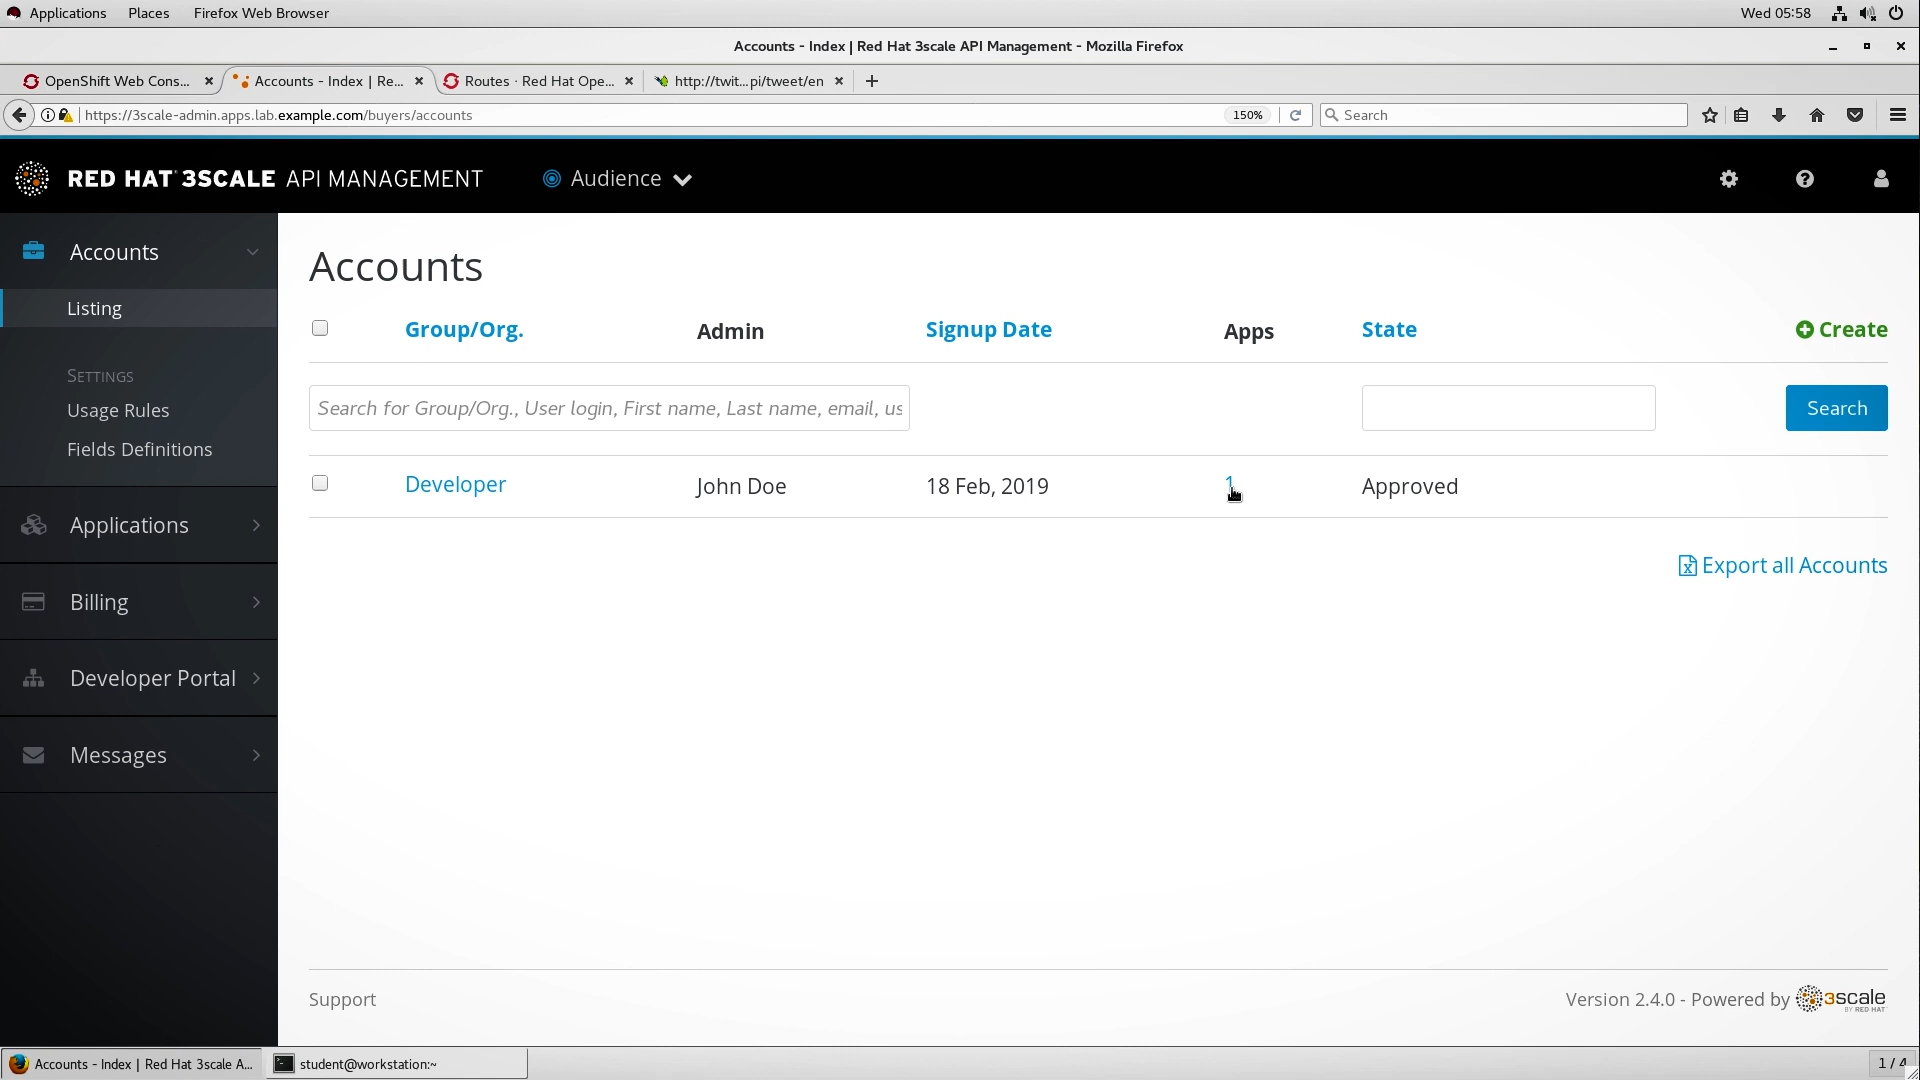 Applications Places Firefox Web Browser Wed 05:58
Accounts - Index | Red Hat 3scale API Management - Mozilla Firefox
OpenShift Web Cons... Accounts - Index | Re... Routes · Red Hat Ope... http://twit...pi/tweet/en
https://3scale-admin.apps.lab.example.com/buyers/accounts 150% Search
RED HAT 3SCALE API MANAGEMENT Audience
Accounts
Listing
SETTINGS
Usage Rules
Fields Definitions
Applications
Billing
Developer Portal
Messages
Accounts
Group/Org. Admin Signup Date Apps State Create
Search for Group/Org., User login, First name, Last name, email, us Search
Developer John Doe 18 Feb, 2019 1 Approved
Export all Accounts
Support Version 2.4.0 - Powered by 3scale
BY RED HAT
Accounts - Index | Red Hat 3scale A... student@workstation:~ 1 / 4